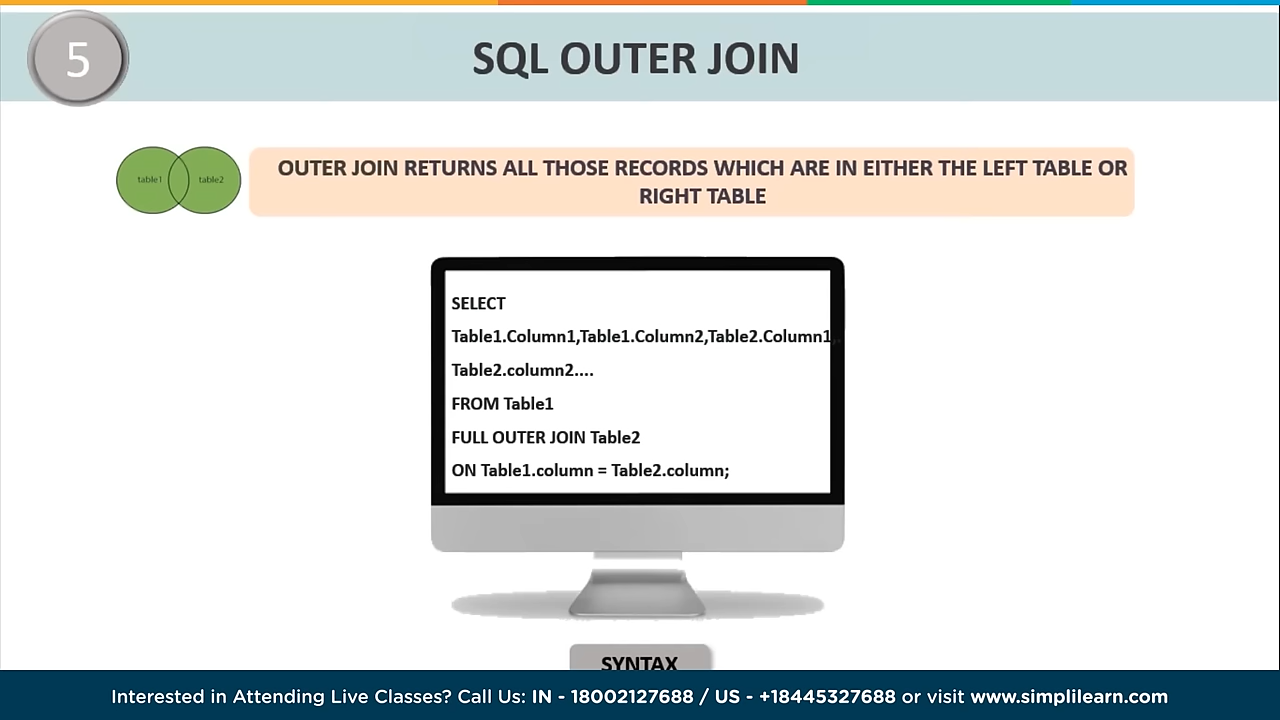 5
SQL OUTER JOIN
table1
table2
OUTER JOIN RETURNS ALL THOSE RECORDS WHICH ARE IN EITHER THE LEFT TABLE OR
RIGHT TABLE
SELECT
Table1.Column1,Table1.Column2,Table2.Column1,.
Table2.column2....
FROM Table1
FULL OUTER JOIN Table2
ON Table1.column = Table2.column;
SYNTAX
Interested in Attending Live Classes? Call Us: IN - 18002127688 / US - +18445327688 or visit www.simplilearn.com